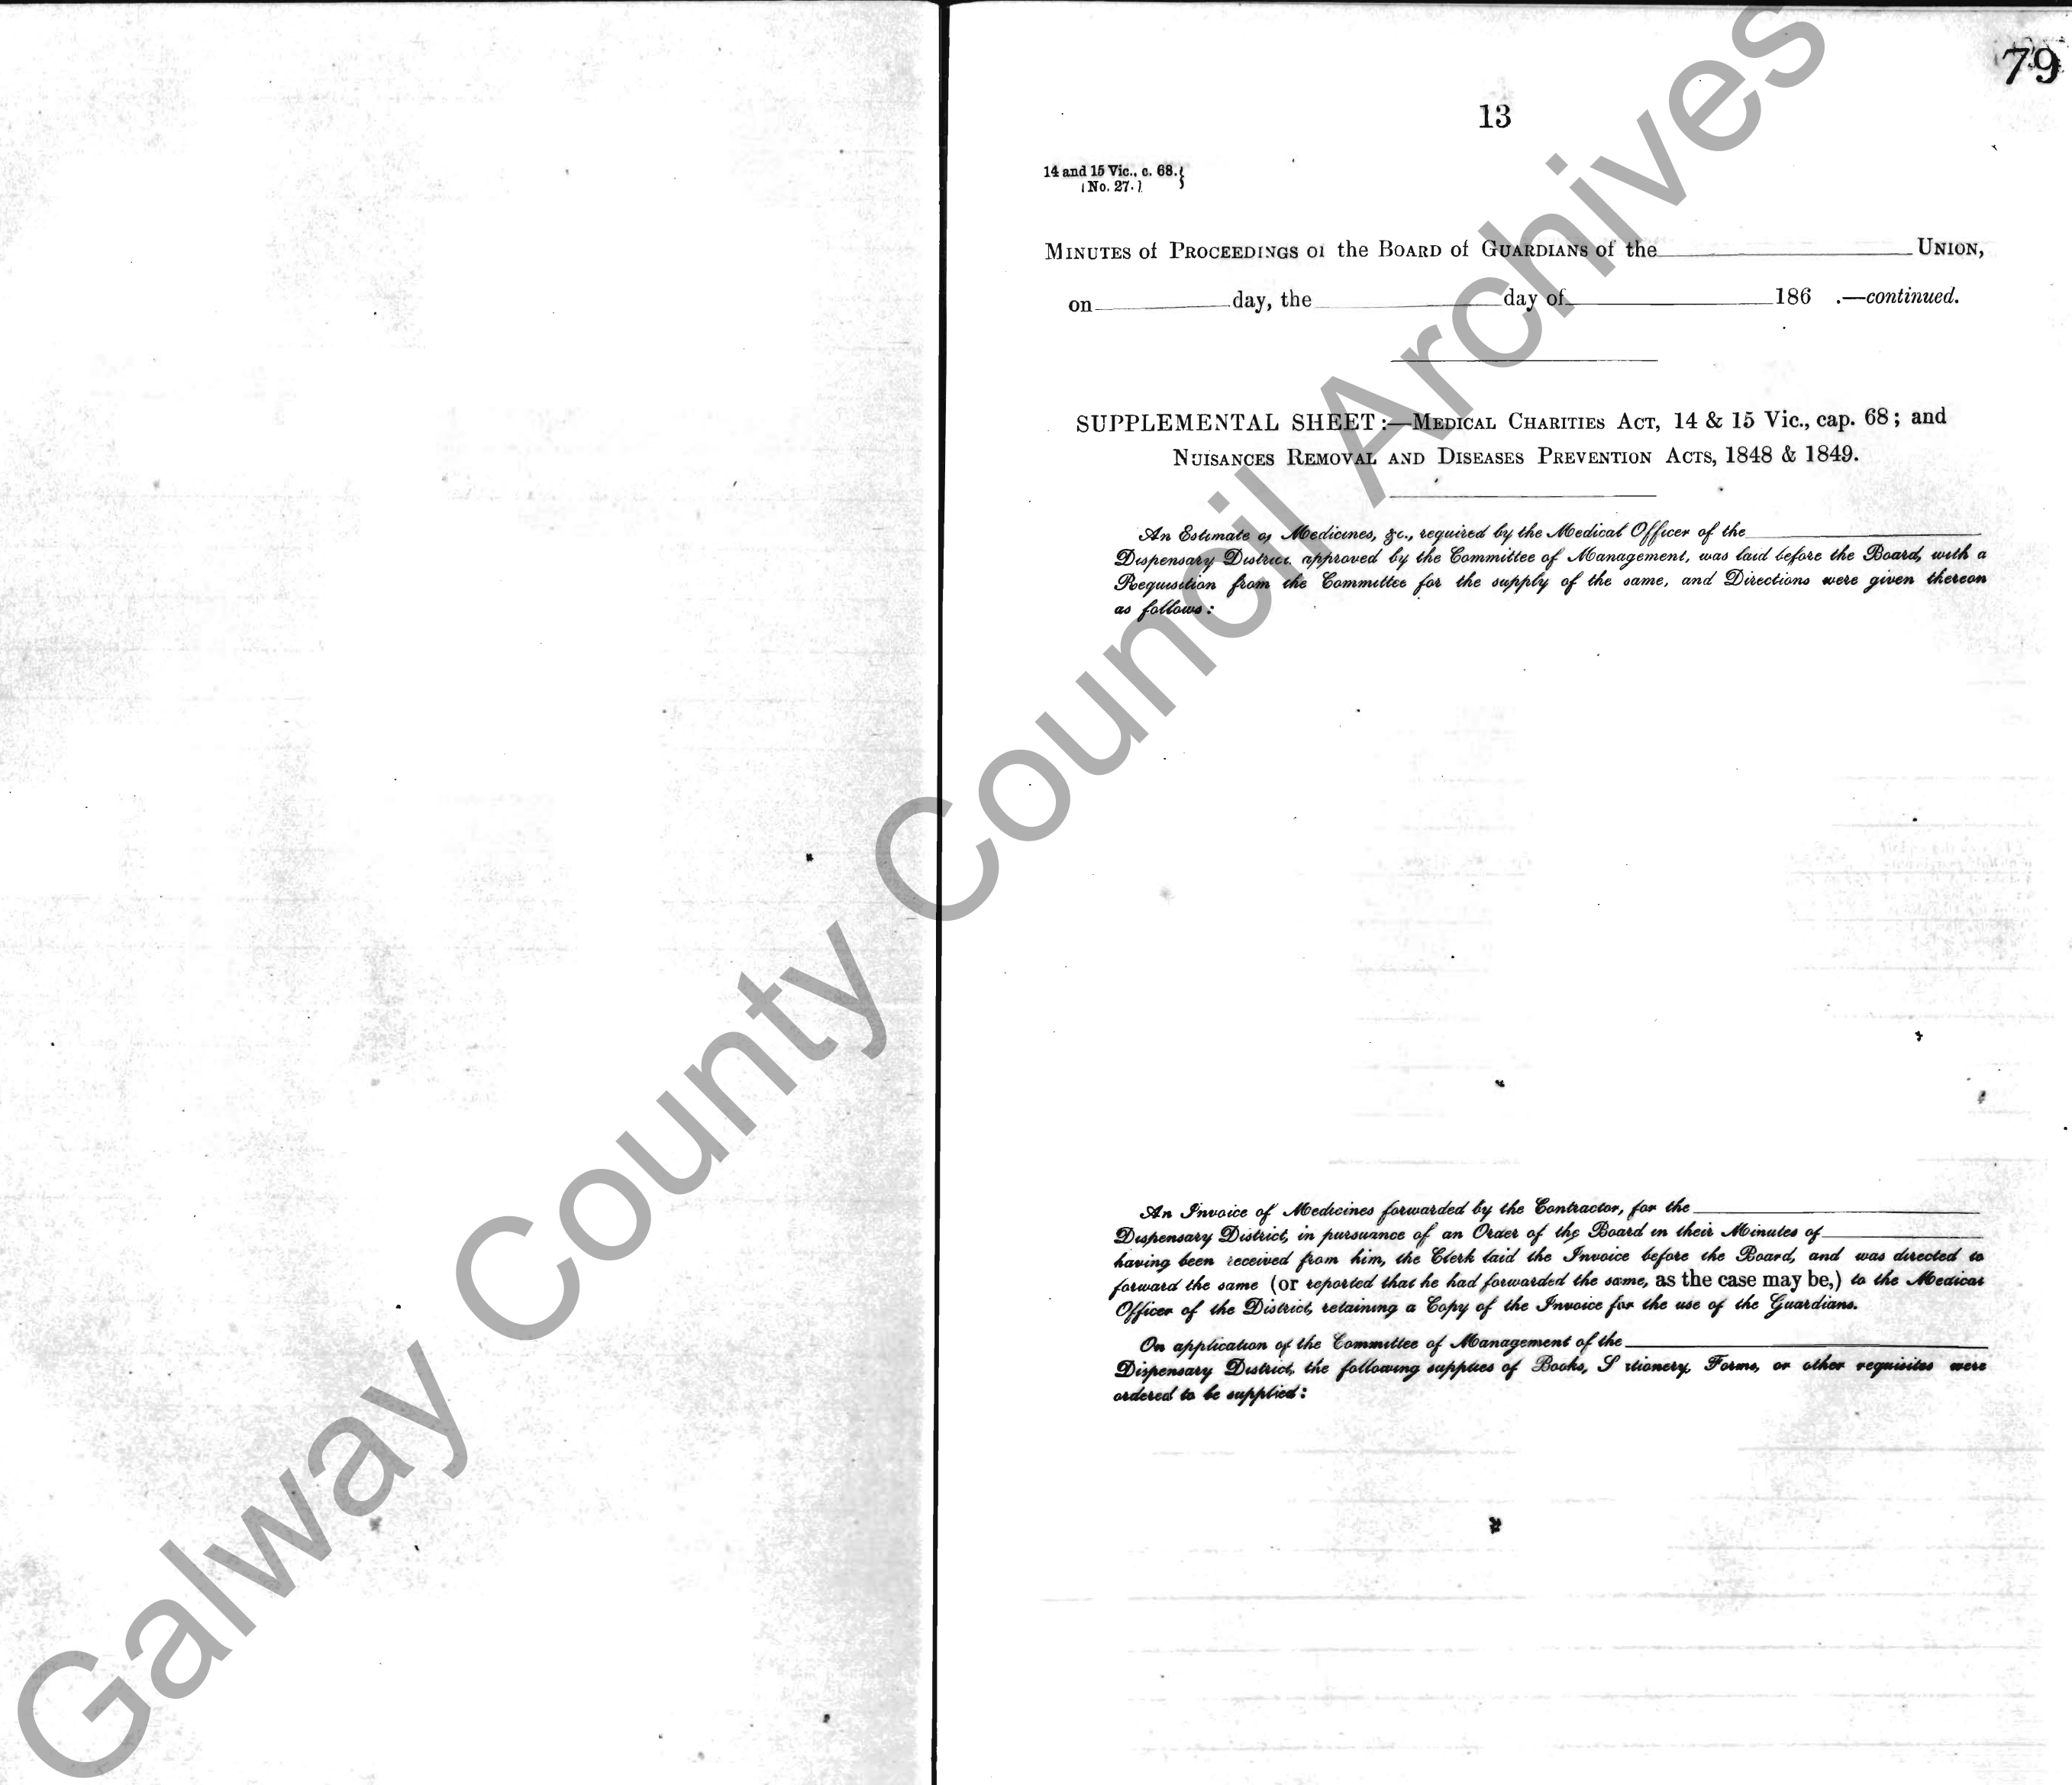 79
13
14 and 15 Vic., c. 68.}
(No. 27.)
MINUTES of PROCEEDINGS of the BOARD of GUARDIANS of the ______ UNION,
on ______ day, the ______ day of ______ 186 .—continued.
SUPPLEMENTAL SHEET:—MEDICAL CHARITIES ACT, 14 & 15 Vic., cap. 68; and
NUISANCES REMOVAL AND DISEASES PREVENTION ACTS, 1848 & 1849.
An Estimate of Medicines, &c., required by the Medical Officer of the ______
Dispensary District, approved by the Committee of Management, was laid before the Board, with a
Requisition from the Committee for the supply of the same, and Directions were given thereon
as follows:
An Invoice of Medicines forwarded by the Contractor, for the ______
Dispensary District, in pursuance of an Order of the Board in their Minutes of ______
having been received from him, the Clerk laid the Invoice before the Board, and was directed to
forward the same (or reported that he had forwarded the same, as the case may be,) to the Medical
Officer of the District, retaining a Copy of the Invoice for the use of the Guardians.
On application of the Committee of Management of the ______
Dispensary District, the following supplies of Books, S tionery, Forms, or other requisites were
ordered to be supplied:
Galway County Council Archives